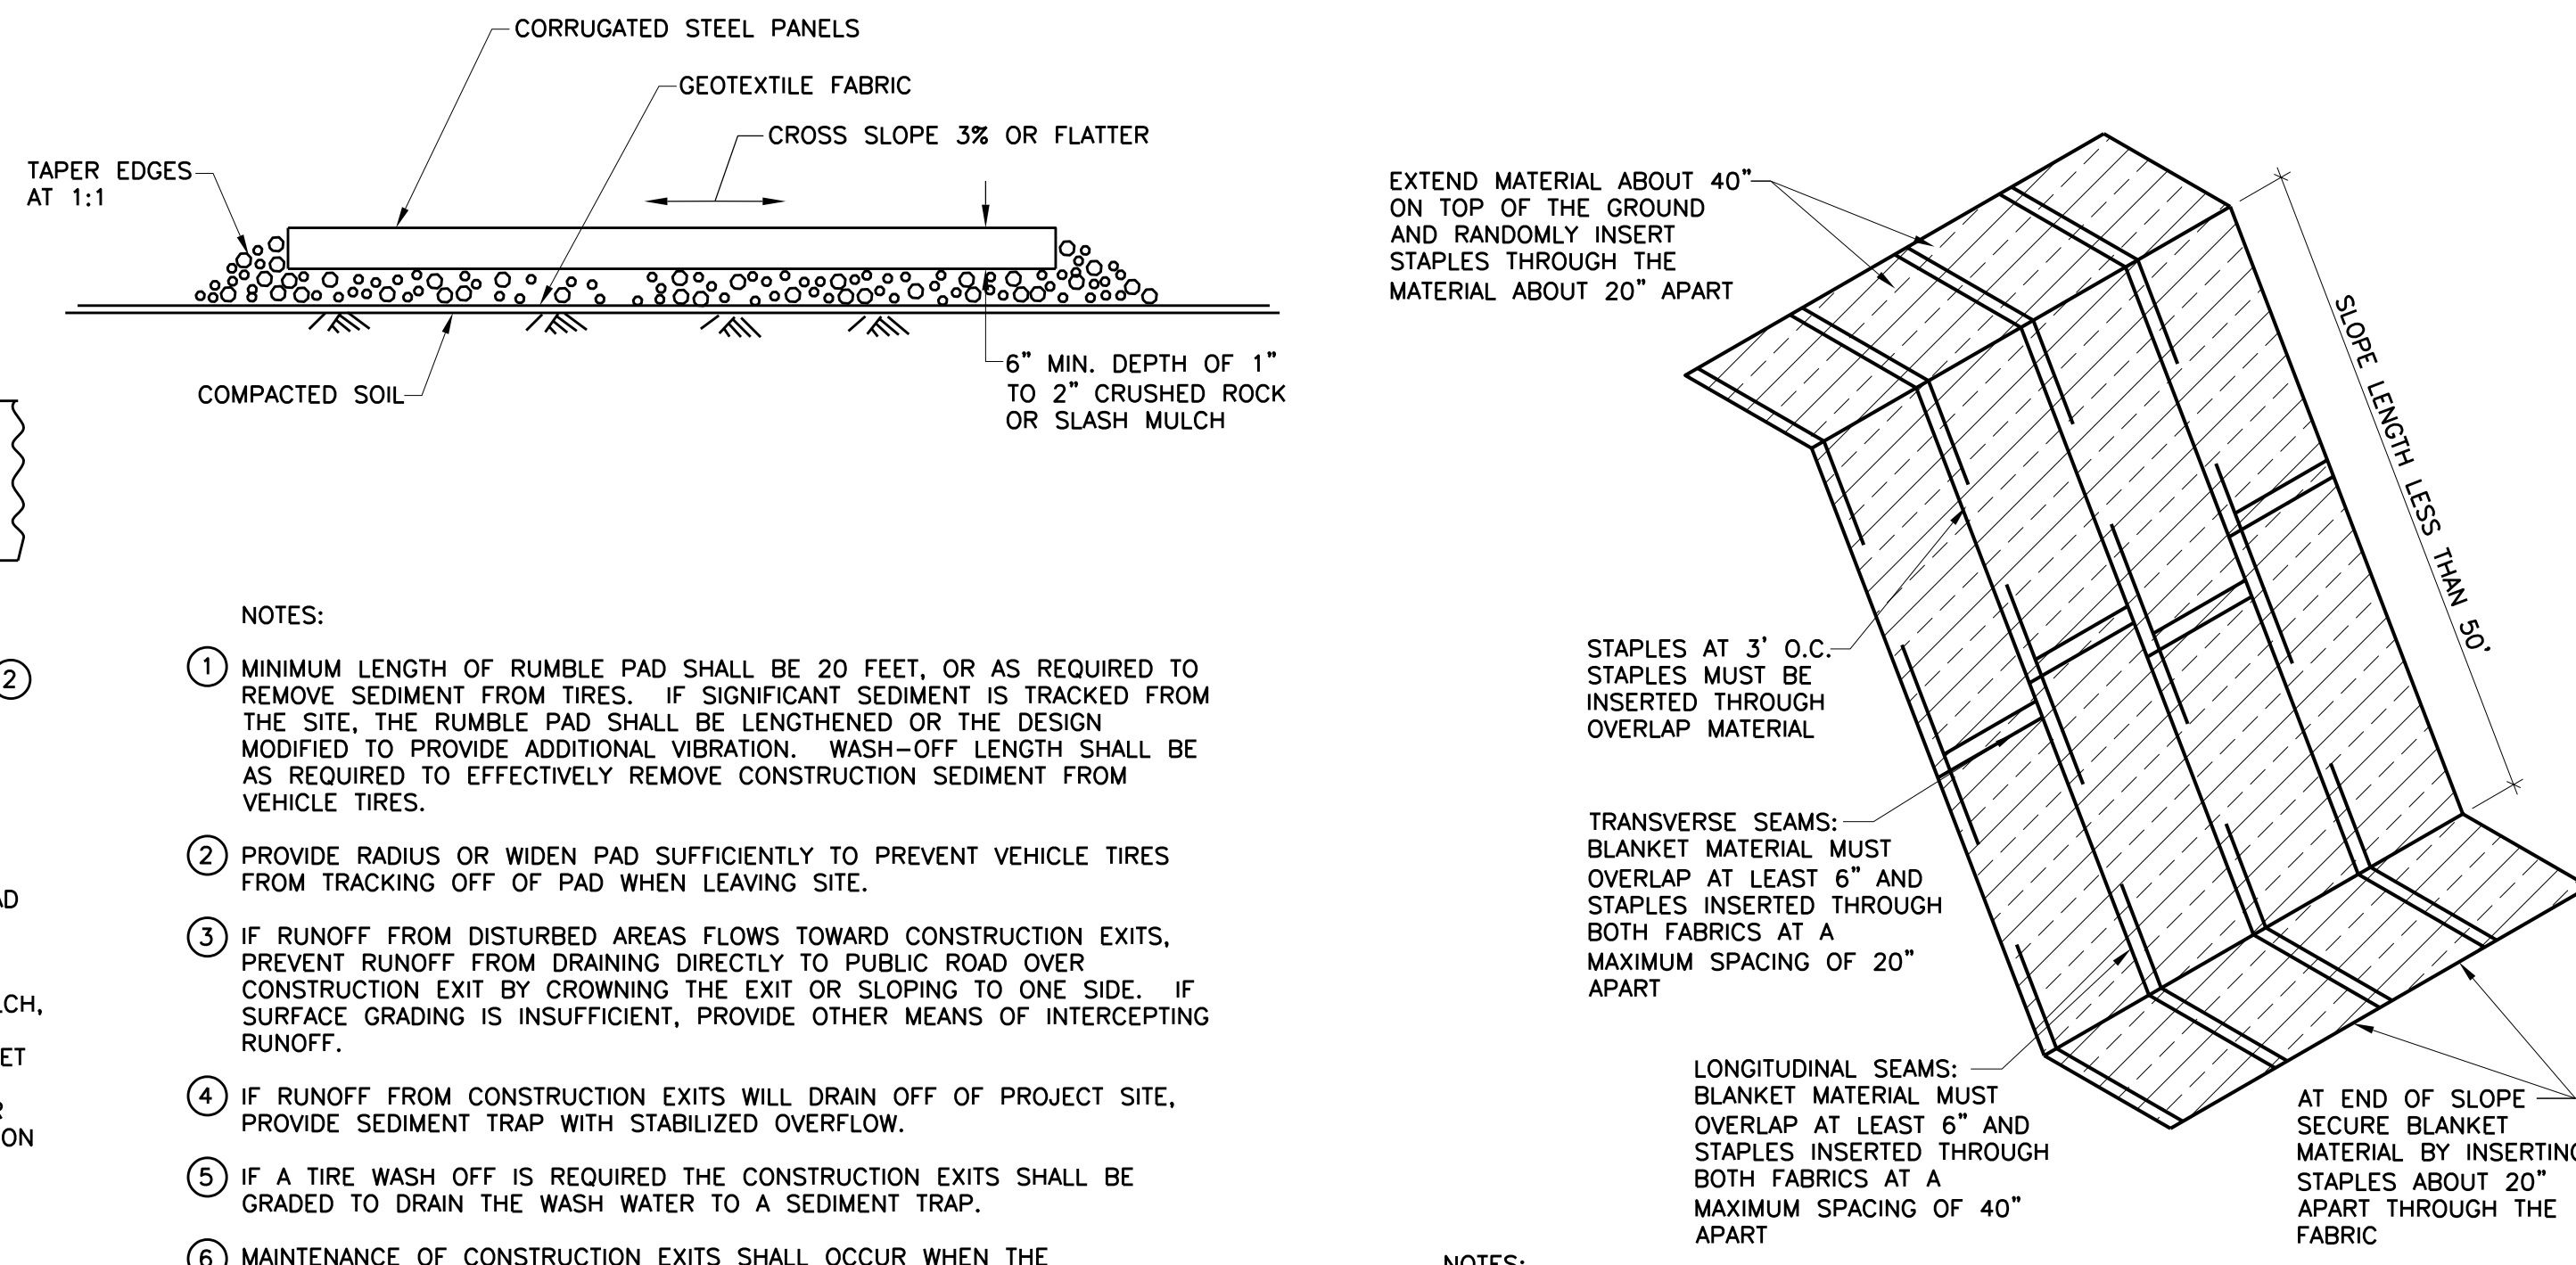 CORRUGATED STEEL PANELS
GEOTEXTILE FABRIC
CROSS SLOPE 3% OR FLATTER
TAPER EDGES
AT 1:1
COMPACTED SOIL
6" MIN. DEPTH OF 1"
TO 2" CRUSHED ROCK
OR SLASH MULCH
2
AD
LCH,
ET
R
ON
NOTES:
1 MINIMUM LENGTH OF RUMBLE PAD SHALL BE 20 FEET, OR AS REQUIRED TO
REMOVE SEDIMENT FROM TIRES. IF SIGNIFICANT SEDIMENT IS TRACKED FROM
THE SITE, THE RUMBLE PAD SHALL BE LENGTHENED OR THE DESIGN
MODIFIED TO PROVIDE ADDITIONAL VIBRATION. WASH-OFF LENGTH SHALL BE
AS REQUIRED TO EFFECTIVELY REMOVE CONSTRUCTION SEDIMENT FROM
VEHICLE TIRES.
2 PROVIDE RADIUS OR WIDEN PAD SUFFICIENTLY TO PREVENT VEHICLE TIRES
FROM TRACKING OFF OF PAD WHEN LEAVING SITE.
3 IF RUNOFF FROM DISTURBED AREAS FLOWS TOWARD CONSTRUCTION EXITS,
PREVENT RUNOFF FROM DRAINING DIRECTLY TO PUBLIC ROAD OVER
CONSTRUCTION EXIT BY CROWNING THE EXIT OR SLOPING TO ONE SIDE. IF
SURFACE GRADING IS INSUFFICIENT, PROVIDE OTHER MEANS OF INTERCEPTING
RUNOFF.
4 IF RUNOFF FROM CONSTRUCTION EXITS WILL DRAIN OFF OF PROJECT SITE,
PROVIDE SEDIMENT TRAP WITH STABILIZED OVERFLOW.
5 IF A TIRE WASH OFF IS REQUIRED THE CONSTRUCTION EXITS SHALL BE
GRADED TO DRAIN THE WASH WATER TO A SEDIMENT TRAP.
6 MAINTENANCE OF CONSTRUCTION EXITS SHALL OCCUR WHEN THE
EXTEND MATERIAL ABOUT 40"
ON TOP OF THE GROUND
AND RANDOMLY INSERT
STAPLES THROUGH THE
MATERIAL ABOUT 20" APART
SLOPE LENGTH LESS THAN 50'
STAPLES AT 3' O.C.
STAPLES MUST BE
INSERTED THROUGH
OVERLAP MATERIAL
TRANSVERSE SEAMS:
BLANKET MATERIAL MUST
OVERLAP AT LEAST 6" AND
STAPLES INSERTED THROUGH
BOTH FABRICS AT A
MAXIMUM SPACING OF 20"
APART
LONGITUDINAL SEAMS:
BLANKET MATERIAL MUST
OVERLAP AT LEAST 6" AND
STAPLES INSERTED THROUGH
BOTH FABRICS AT A
MAXIMUM SPACING OF 40"
APART
AT END OF SLOPE
SECURE BLANKET
MATERIAL BY INSERTING
STAPLES ABOUT 20"
APART THROUGH THE
FABRIC
NOTES: